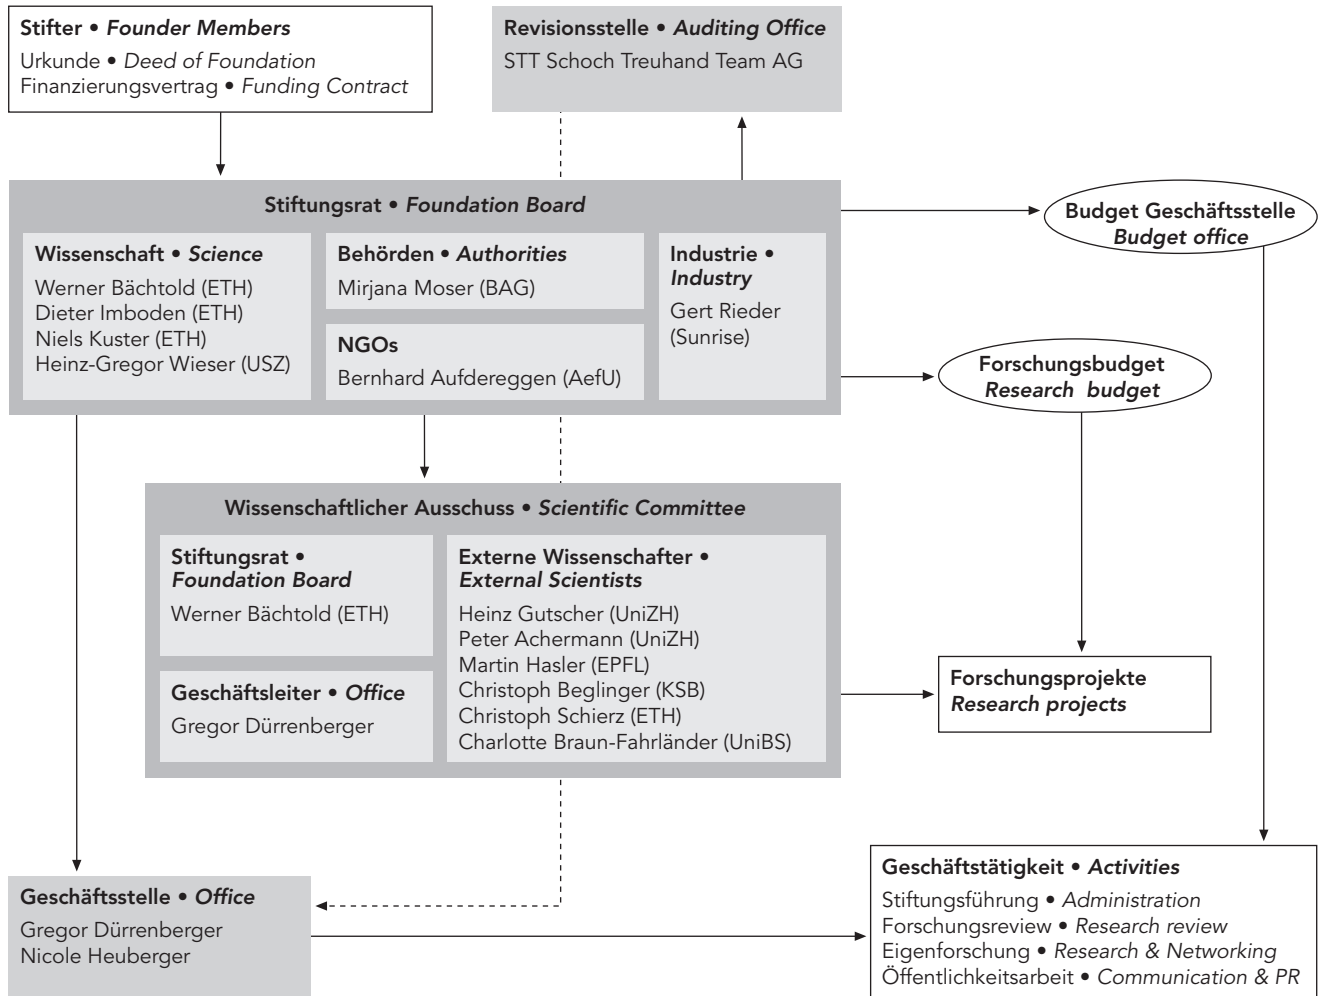 Stifter • Founder Members
Urkunde • Deed of Foundation
Finanzierungsvertrag • Funding Contract
Revisionsstelle • Auditing Office
STT Schoch Treuhand Team AG
Stiftungsrat • Foundation Board
Wissenschaft • Science
Werner Bächtold (ETH)
Dieter Imboden (ETH)
Niels Kuster (ETH)
Heinz-Gregor Wieser (USZ)
Behörden • Authorities
Mirjana Moser (BAG)
NGOs
Bernhard Aufdereggen (AefU)
Industrie •
Industry
Gert Rieder
(Sunrise)
Budget Geschäftsstelle
Budget office
Forschungsbudget
Research budget
Wissenschaftlicher Ausschuss • Scientific Committee
Stiftungsrat •
Foundation Board
Werner Bächtold (ETH)
Geschäftsleiter • Office
Gregor Dürrenberger
Externe Wissenschafter •
External Scientists
Heinz Gutscher (UniZH)
Peter Achermann (UniZH)
Martin Hasler (EPFL)
Christoph Beglinger (KSB)
Christoph Schierz (ETH)
Charlotte Braun-Fahrländer (UniBS)
Forschungsprojekte
Research projects
Geschäftsstelle • Office
Gregor Dürrenberger
Nicole Heuberger
Geschäftstätigkeit • Activities
Stiftungsführung • Administration
Forschungsreview • Research review
Eigenforschung • Research & Networking
Öffentlichkeitsarbeit • Communication & PR